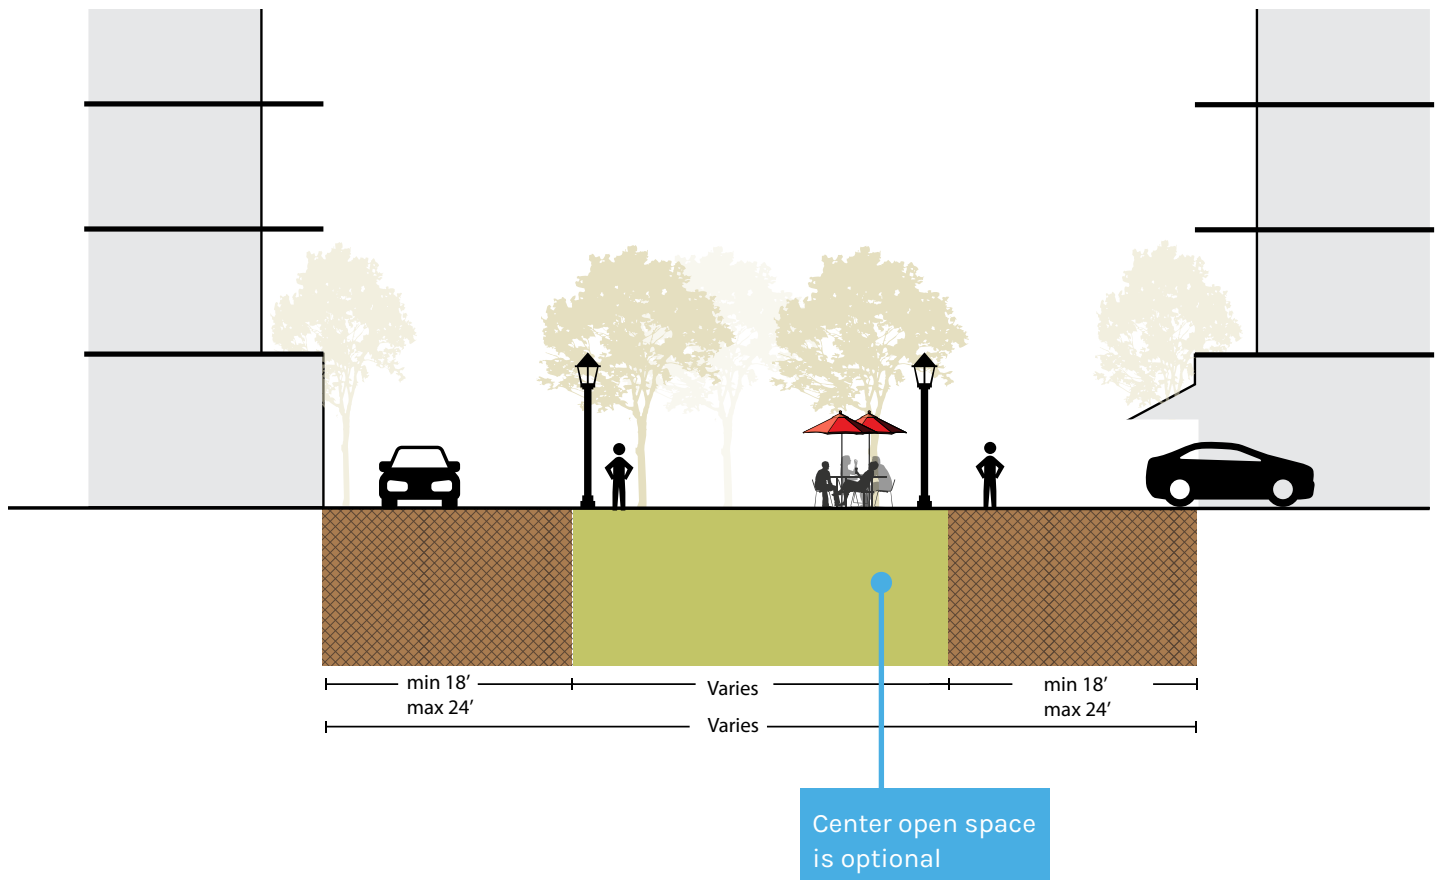 min 18’
max 24’
Varies
min 18’
max 24’
Varies
Center open space
is optional